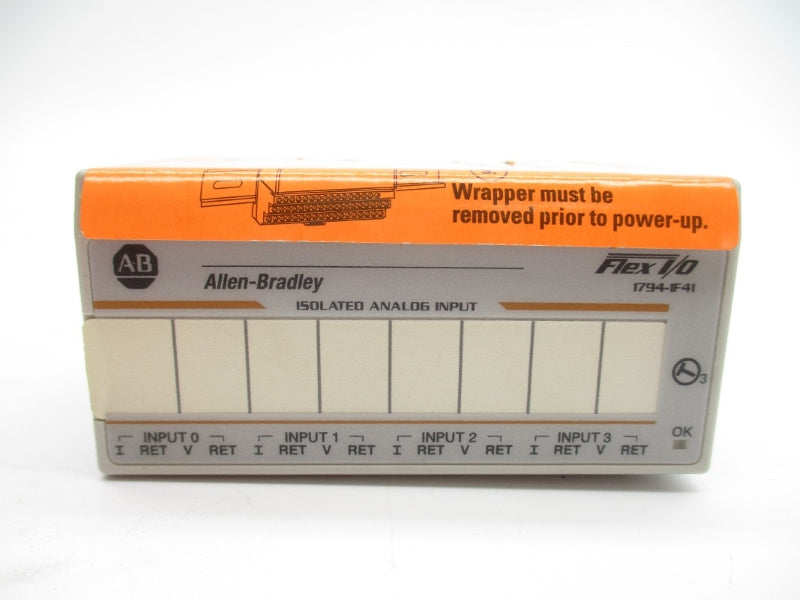 Wrapper must be
removed prior to power-up.
A-B
Allen-Bradley
Flex I/O
1794-IF4I
ISOLATED ANALOG INPUT
3
OK
INPUT 0 INPUT 1 INPUT 2 INPUT 3
I RET V RET I RET V RET I RET V RET I RET V RET